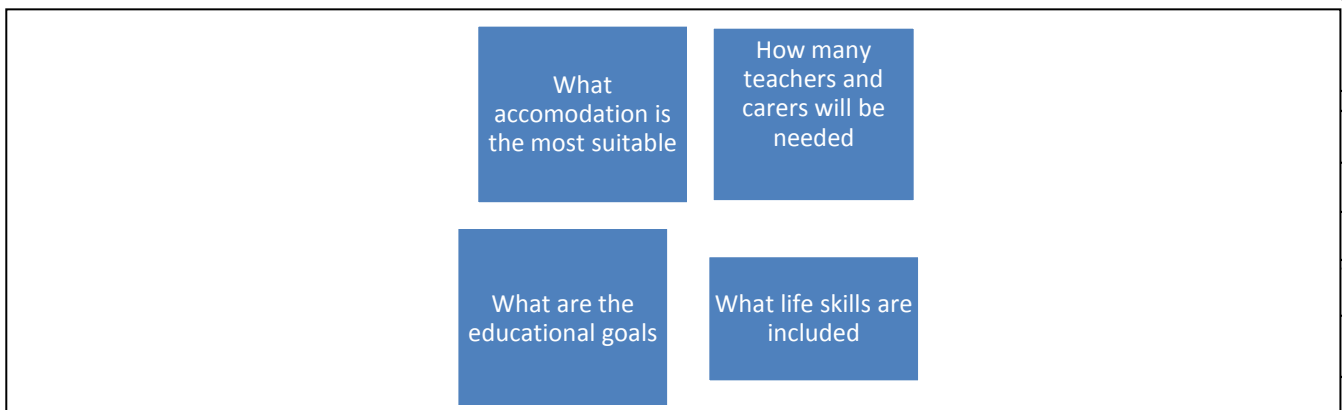 What
accomodation is
the most suitable
How many
teachers and
carers will be
needed
What are the
educational goals
What life skills are
included